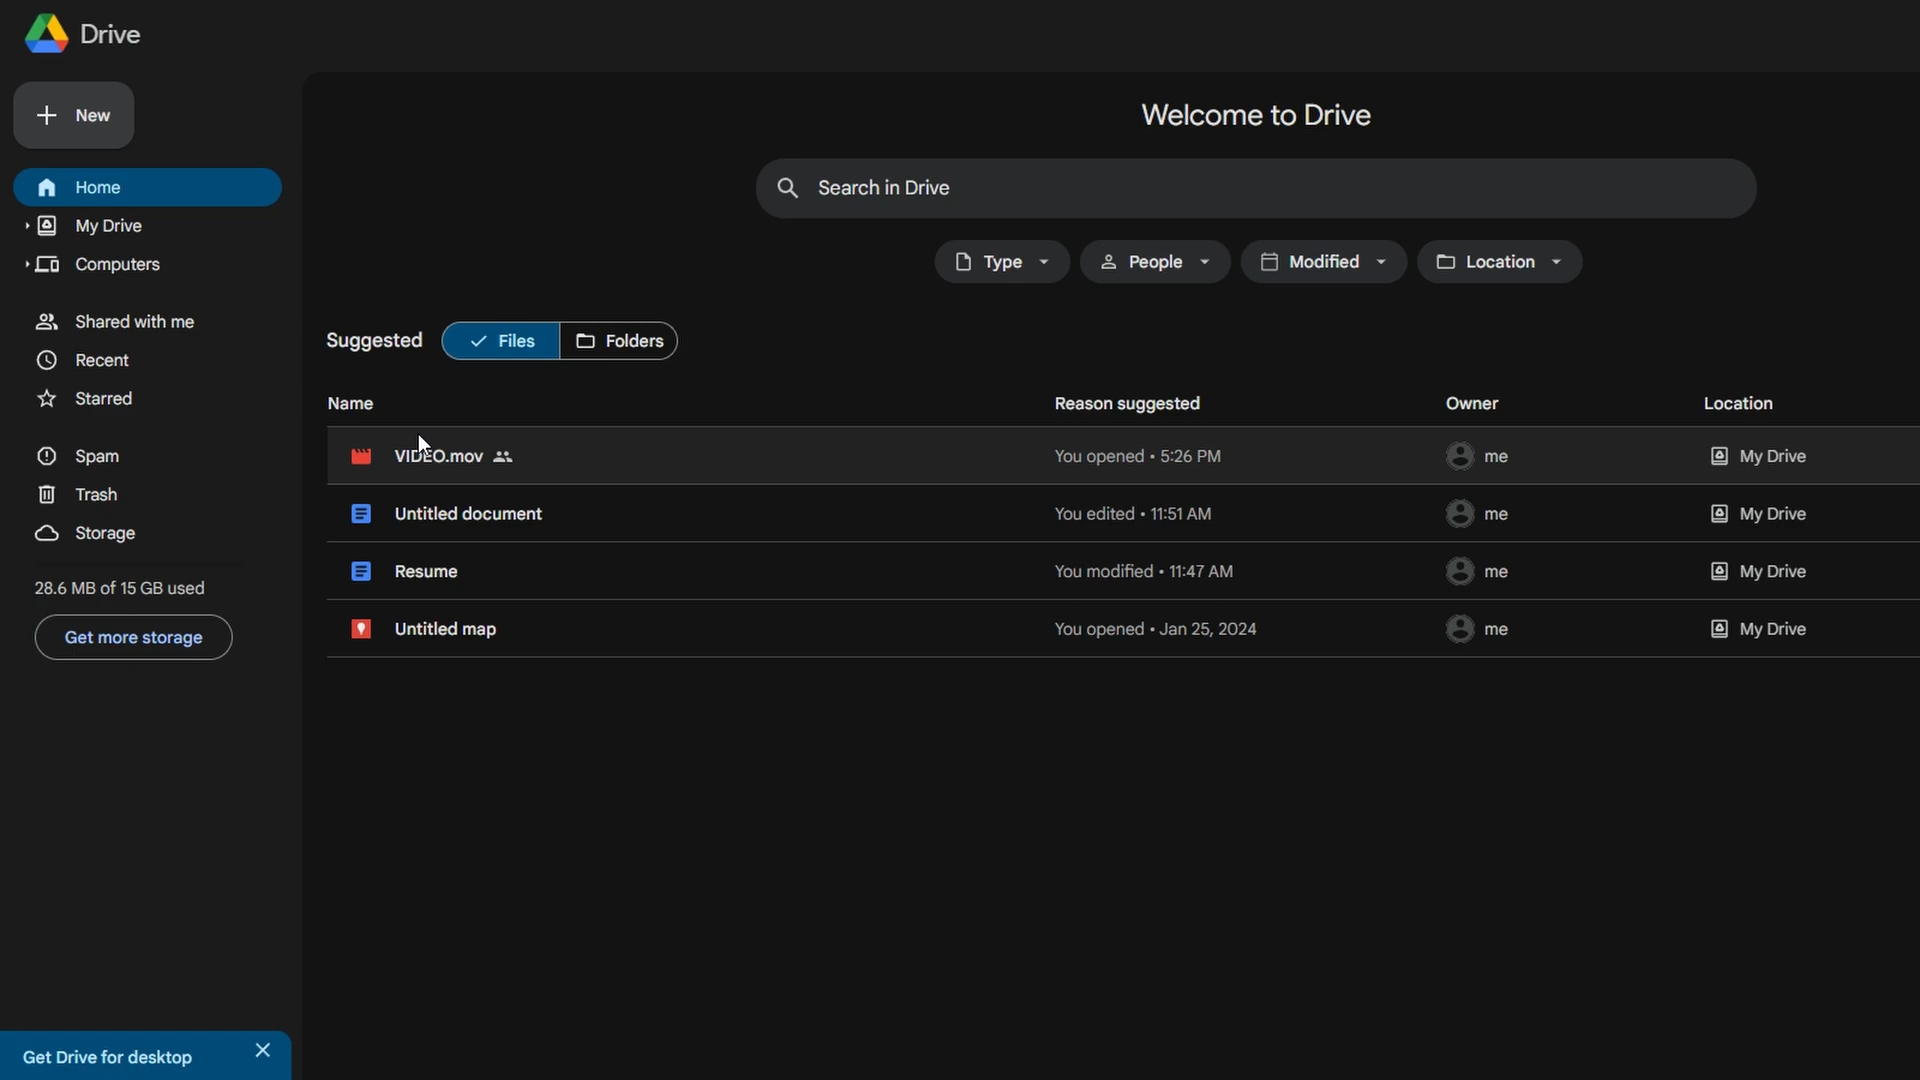 Drive
New
Home
My Drive
Computers
Shared with me
Recent
Starred
Spam
Trash
Storage
28.6 MB of 15 GB used
Get more storage
Get Drive for desktop
Welcome to Drive
Search in Drive
Type People Modified Location
Suggested Files Folders
Name Reason suggested Owner Location
VIDEO.mov You opened • 5:26 PM me My Drive
Untitled document You edited • 11:51 AM me My Drive
Resume You modified • 11:47 AM me My Drive
Untitled map You opened • Jan 25, 2024 me My Drive